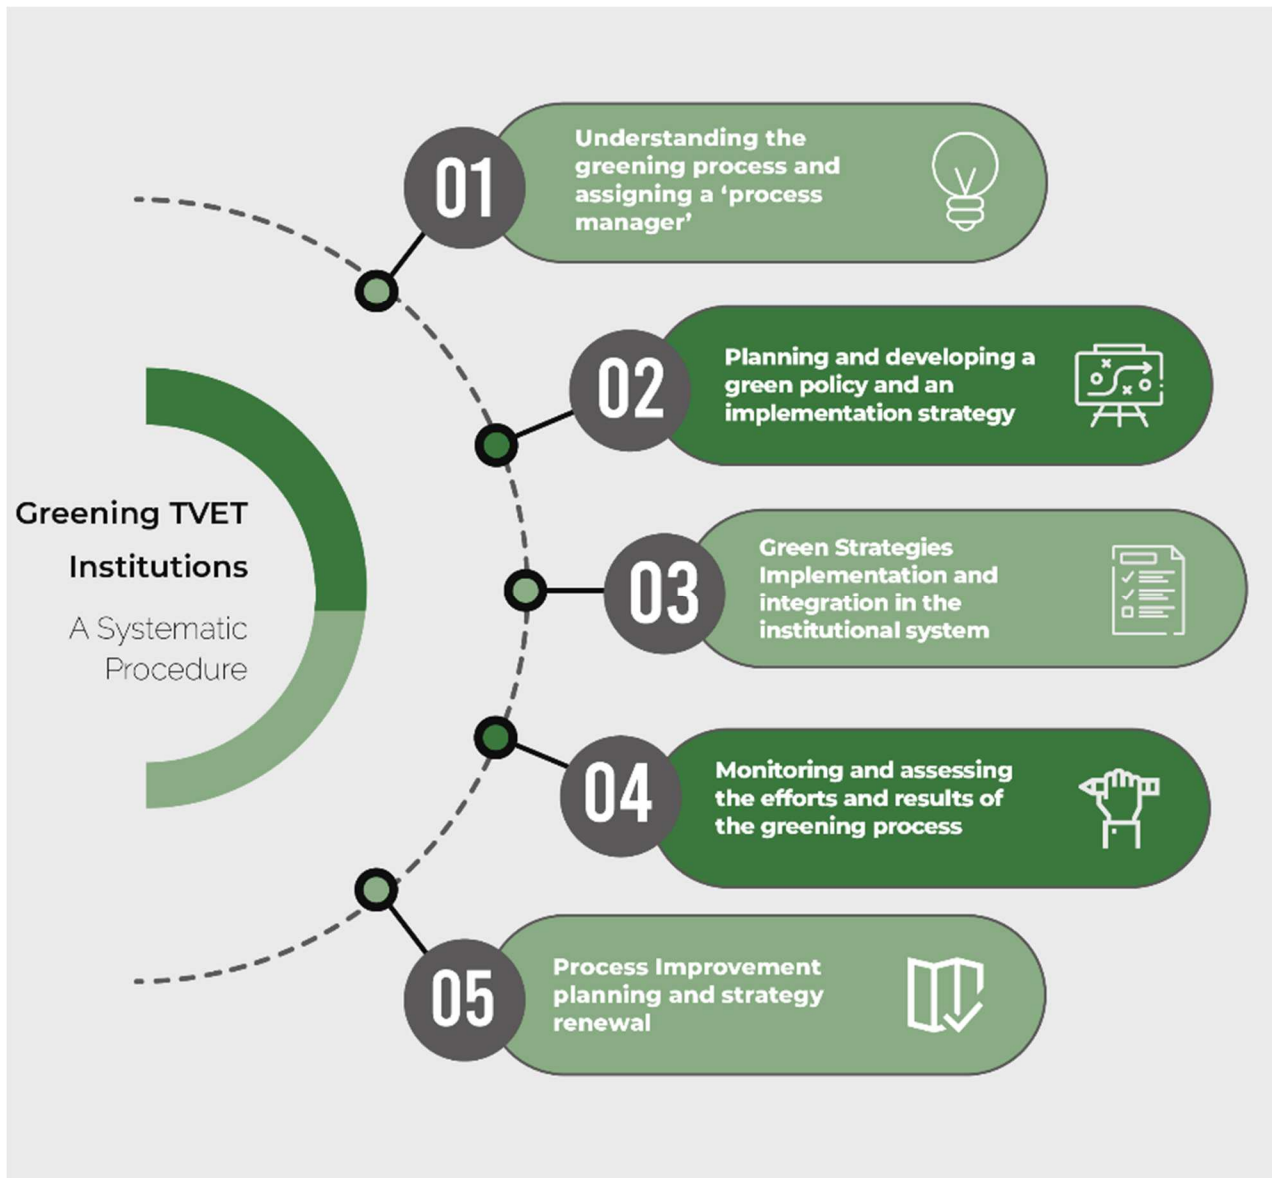 Greening TVET
Institutions
A Systematic
Procedure
01
Understanding the
greening process and
assigning a ‘process
manager’
02
Planning and developing a
green policy and an
implementation strategy
03
Green Strategies
Implementation and
integration in the
institutional system
04
Monitoring and assessing
the efforts and results of
the greening process
05
Process Improvement
planning and strategy
renewal